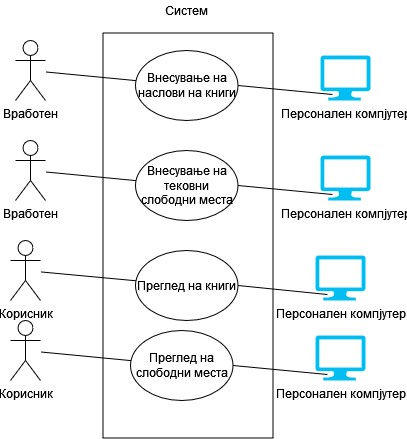 Систем
Внесување на
наслови на книги
Вработен
Персонален компјутер
Внесување на
тековни
слободни места
Вработен
Персонален компјутер
Преглед на книги
Корисник
Персонален компјутер
Преглед на
слободни места
Корисник
Персонален компјутер